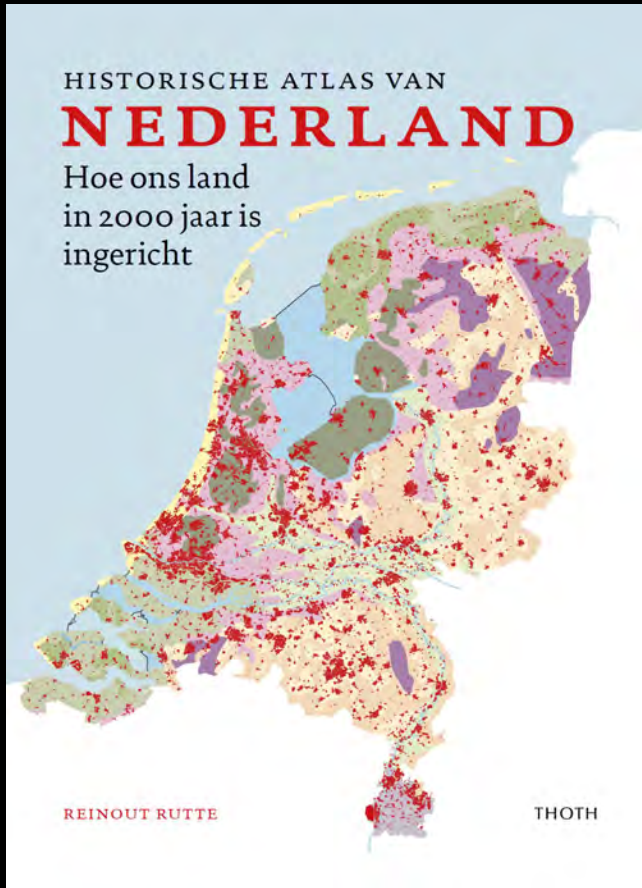 HISTORISCHE ATLAS VAN
NEDERLAND
Hoe ons land
in 2000 jaar is
ingericht
REINOUT RUTTE
THOTH